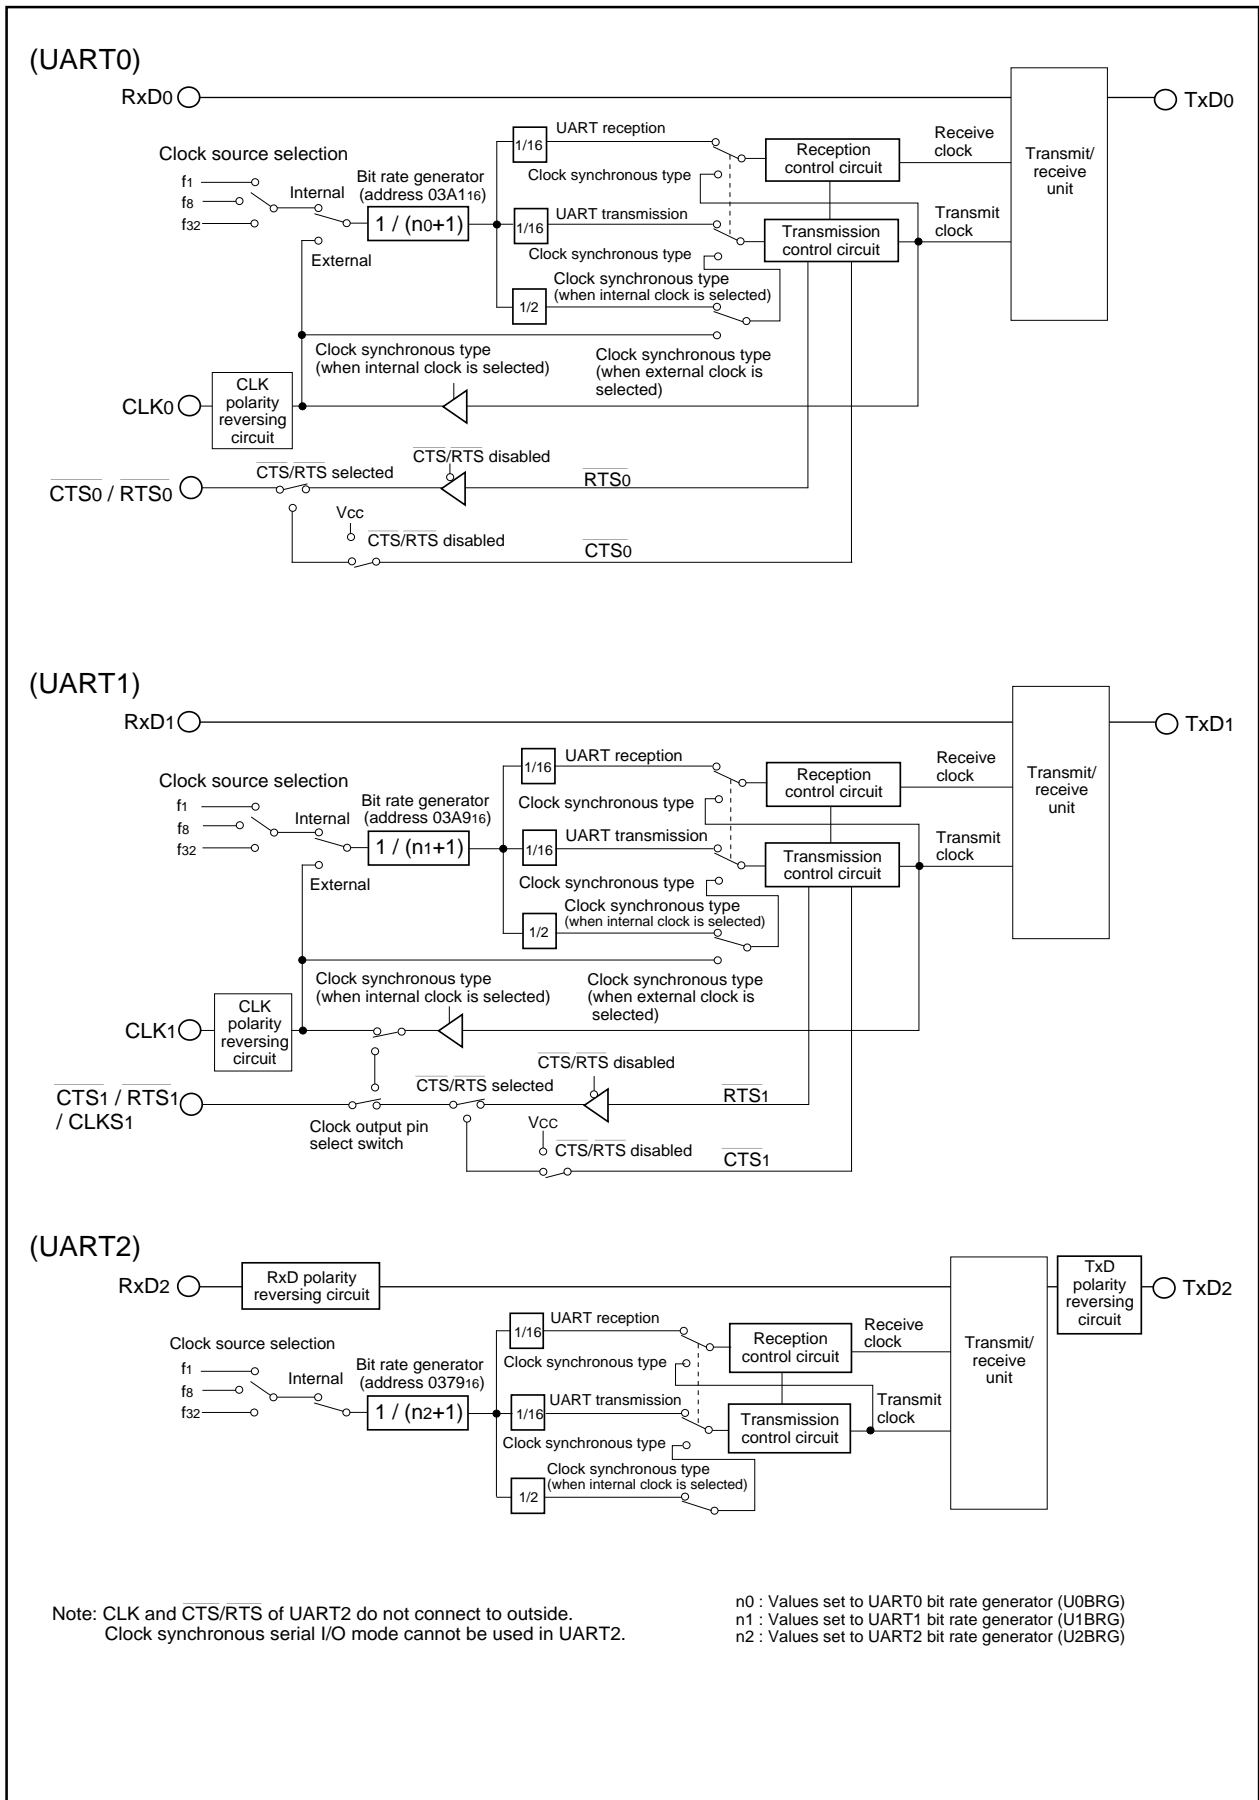 (UART0)
RxD0
TxD0
Clock source selection
f1
f8
f32
Internal
External
Bit rate generator
(address 03A116)
1 / (n0+1)
1/16
UART reception
Clock synchronous type
1/16
UART transmission
Clock synchronous type
1/2
Clock synchronous type
(when internal clock is selected)
Reception
control circuit
Transmission
control circuit
Receive
clock
Transmit
clock
Transmit/
receive
unit
Clock synchronous type
(when internal clock is selected)
Clock synchronous type
(when external clock is
selected)
CLK0
CLK
polarity
reversing
circuit
CTS0 / RTS0
CTS/RTS selected
CTS/RTS disabled
RTS0
Vcc
CTS/RTS disabled
CTS0
(UART1)
RxD1
TxD1
Clock source selection
f1
f8
f32
Internal
External
Bit rate generator
(address 03A916)
1 / (n1+1)
1/16
UART reception
Clock synchronous type
1/16
UART transmission
Clock synchronous type
1/2
Clock synchronous type
(when internal clock is selected)
Reception
control circuit
Transmission
control circuit
Receive
clock
Transmit
clock
Transmit/
receive
unit
Clock synchronous type
(when internal clock is selected)
Clock synchronous type
(when external clock is
selected)
CLK1
CLK
polarity
reversing
circuit
CTS1 / RTS1
/ CLKS1
Clock output pin
select switch
CTS/RTS selected
CTS/RTS disabled
RTS1
VCC
CTS/RTS disabled
CTS1
(UART2)
RxD2
RxD polarity
reversing circuit
TxD
polarity
reversing
circuit
TxD2
Clock source selection
f1
f8
f32
Internal
Bit rate generator
(address 037916)
1 / (n2+1)
1/16
UART reception
Clock synchronous type
1/16
UART transmission
Clock synchronous type
1/2
Clock synchronous type
(when internal clock is selected)
Reception
control circuit
Transmission
control circuit
Receive
clock
Transmit
clock
Transmit/
receive
unit
Note: CLK and CTS/RTS of UART2 do not connect to outside.
Clock synchronous serial I/O mode cannot be used in UART2.
n0 : Values set to UART0 bit rate generator (U0BRG)
n1 : Values set to UART1 bit rate generator (U1BRG)
n2 : Values set to UART2 bit rate generator (U2BRG)